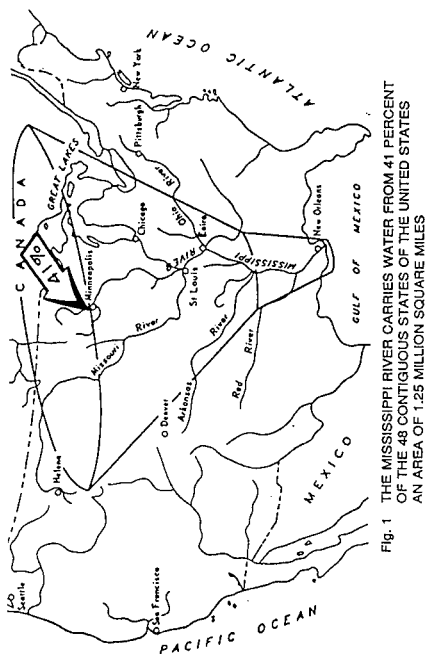 CANADA
ATLANTIC OCEAN
GREAT LAKES
41%
Seattle
Helena
Minneapolis
New York
Pittsburgh
Chicago
Missouri
River
Ohio
River
Cairo
St Louis
RIVER
MISSISSIPPI
San Francisco
Denver
Arkansas
River
Red
River
New Orleans
MEXICO
GULF OF MEXICO
PACIFIC OCEAN
Fig. 1 THE MISSISSIPPI RIVER CARRIES WATER FROM 41 PERCENT
OF THE 48 CONTIGUOUS STATES OF THE UNITED STATES
AN AREA OF 1.25 MILLION SQUARE MILES